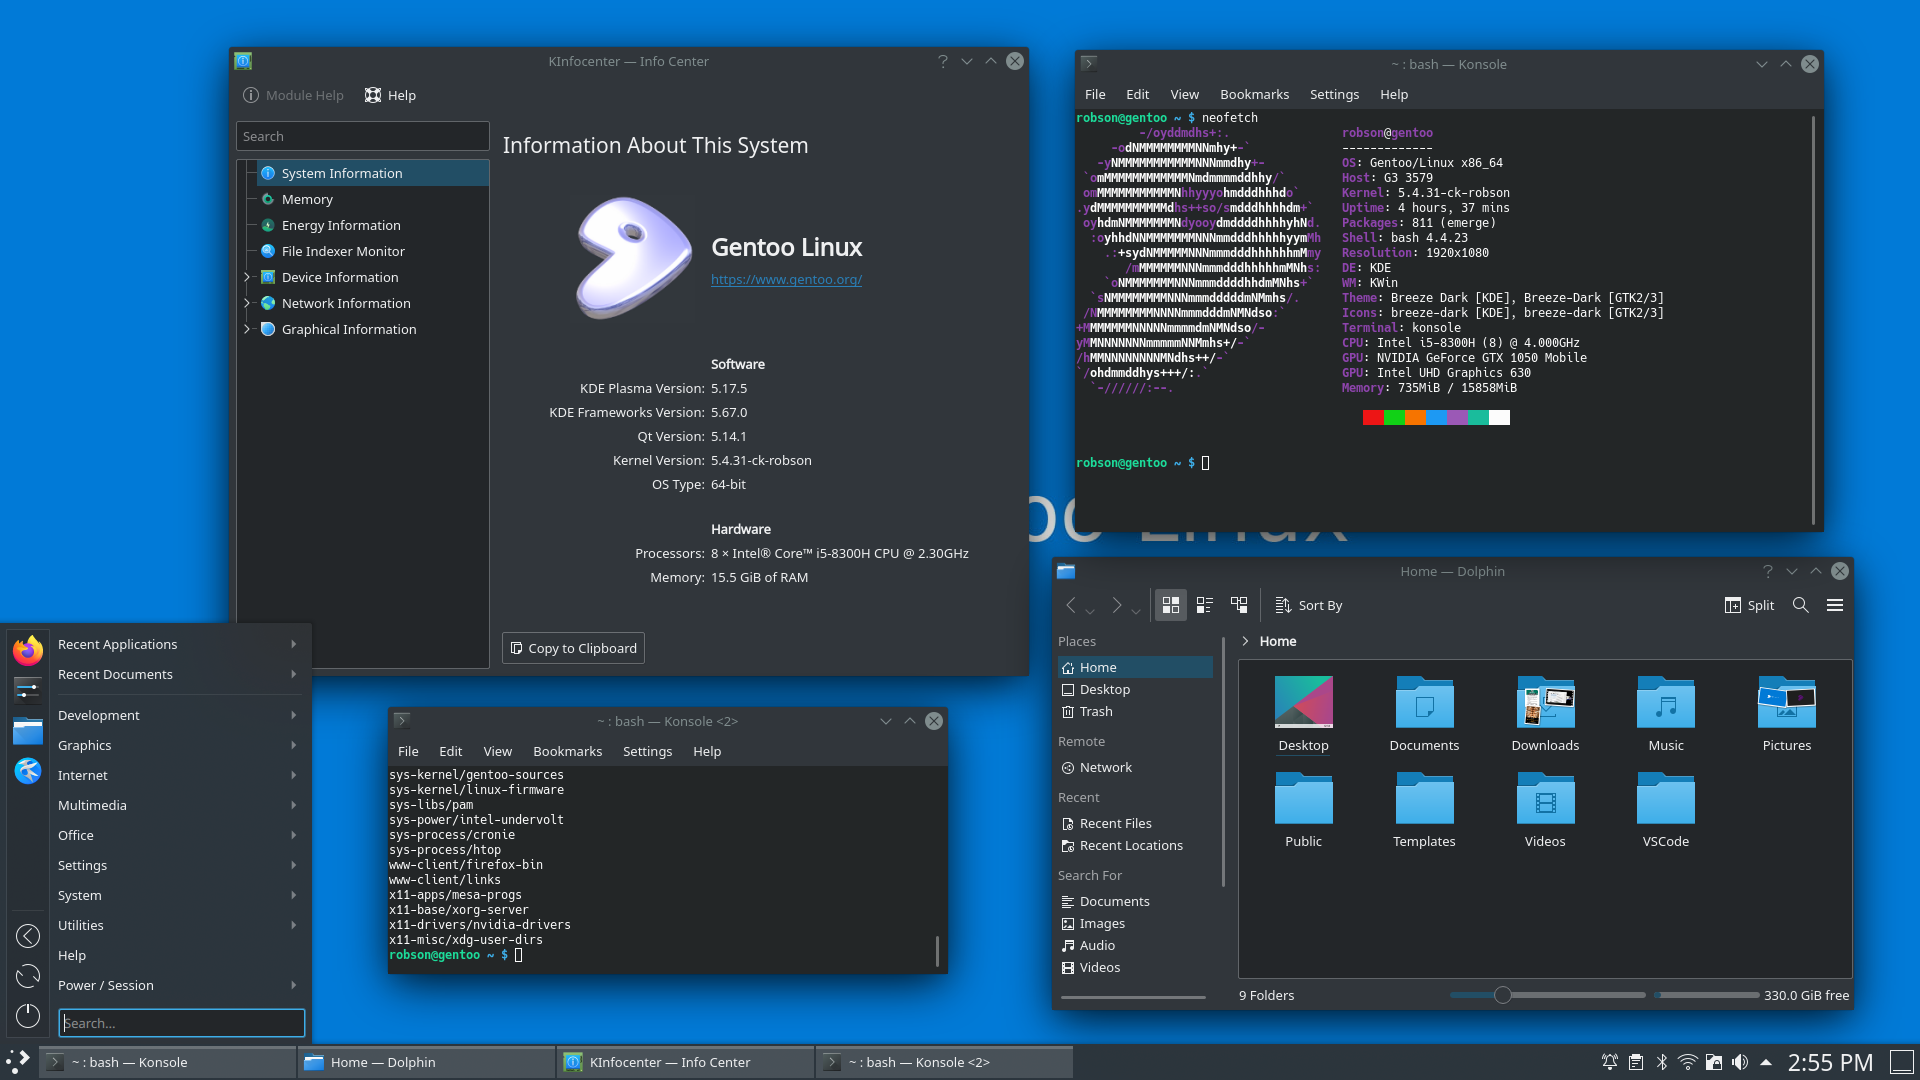 KInfocenter — Info Center
Module Help
Help
Search
System Information
Memory
Energy Information
File Indexer Monitor
Device Information
Network Information
Graphical Information
Information About This System
Gentoo Linux
https://www.gentoo.org/
Software
KDE Plasma Version: 5.17.5
KDE Frameworks Version: 5.67.0
Qt Version: 5.14.1
Kernel Version: 5.4.31-ck-robson
OS Type: 64-bit
Hardware
Processors: 8 × Intel® Core™ i5-8300H CPU @ 2.30GHz
Memory: 15.5 GiB of RAM
Copy to Clipboard
~ : bash — Konsole
File Edit View Bookmarks Settings Help
robson@gentoo ~ $ neofetch
robson@gentoo
-------------
OS: Gentoo/Linux x86_64
Host: G3 3579
Kernel: 5.4.31-ck-robson
Uptime: 4 hours, 37 mins
Packages: 811 (emerge)
Shell: bash 4.4.23
Resolution: 1920x1080
DE: KDE
WM: KWin
Theme: Breeze Dark [KDE], Breeze-Dark [GTK2/3]
Icons: breeze-dark [KDE], breeze-dark [GTK2/3]
Terminal: konsole
CPU: Intel i5-8300H (8) @ 4.000GHz
GPU: NVIDIA GeForce GTX 1050 Mobile
GPU: Intel UHD Graphics 630
Memory: 735MiB / 15858MiB
robson@gentoo ~ $
Home — Dolphin
Sort By
Split
Places
Home
Desktop
Trash
Remote
Network
Recent
Recent Files
Recent Locations
Search For
Documents
Images
Audio
Videos
Home
Desktop Documents Downloads Music Pictures
Public Templates Videos VSCode
9 Folders
330.0 GiB free
~ : bash — Konsole <2>
File Edit View Bookmarks Settings Help
sys-kernel/gentoo-sources
sys-kernel/linux-firmware
sys-libs/pam
sys-power/intel-undervolt
sys-process/cronie
sys-process/htop
www-client/firefox-bin
www-client/links
x11-apps/mesa-progs
x11-base/xorg-server
x11-drivers/nvidia-drivers
x11-misc/xdg-user-dirs
robson@gentoo ~ $
Recent Applications
Recent Documents
Development
Graphics
Internet
Multimedia
Office
Settings
System
Utilities
Help
Power / Session
Search...
~ : bash — Konsole
Home — Dolphin
KInfocenter — Info Center
~ : bash — Konsole <2>
2:55 PM